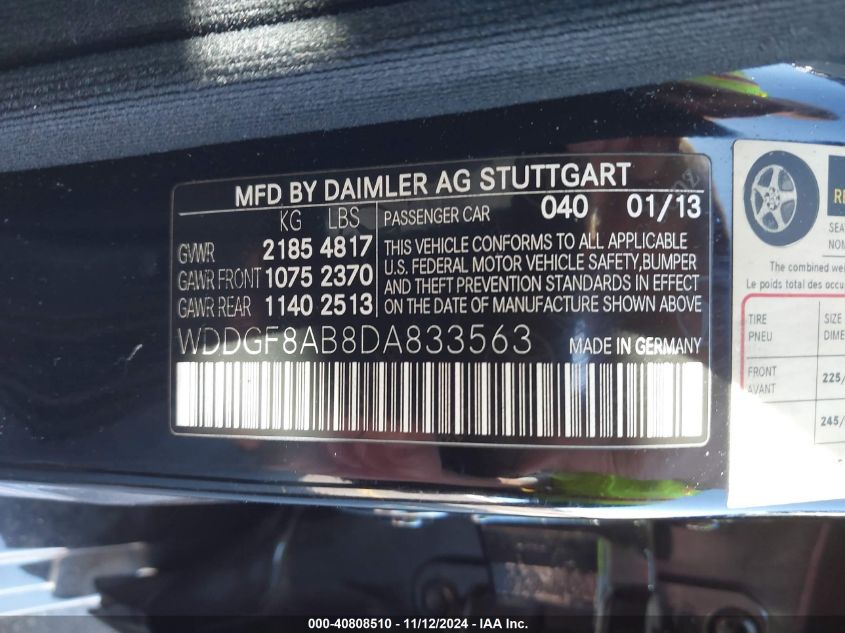 MFD BY DAIMLER AG STUTTGART
KG LBS
GVWR 2185 4817
GAWR FRONT 1075 2370
GAWR REAR 1140 2513
PASSENGER CAR 040 01/13
THIS VEHICLE CONFORMS TO ALL APPLICABLE
U.S. FEDERAL MOTOR VEHICLE SAFETY,BUMPER
AND THEFT PREVENTION STANDARDS IN EFFECT
ON THE DATE OF MANUFACTURE SHOWN ABOVE
WDDGF8AB8DA833563 MADE IN GERMANY
The combined
Le poids total des
TIRE SIZE
PNEU
FRONT
AVANT
225/
245/
000-40808510 - 11/12/2024 - IAA Inc.